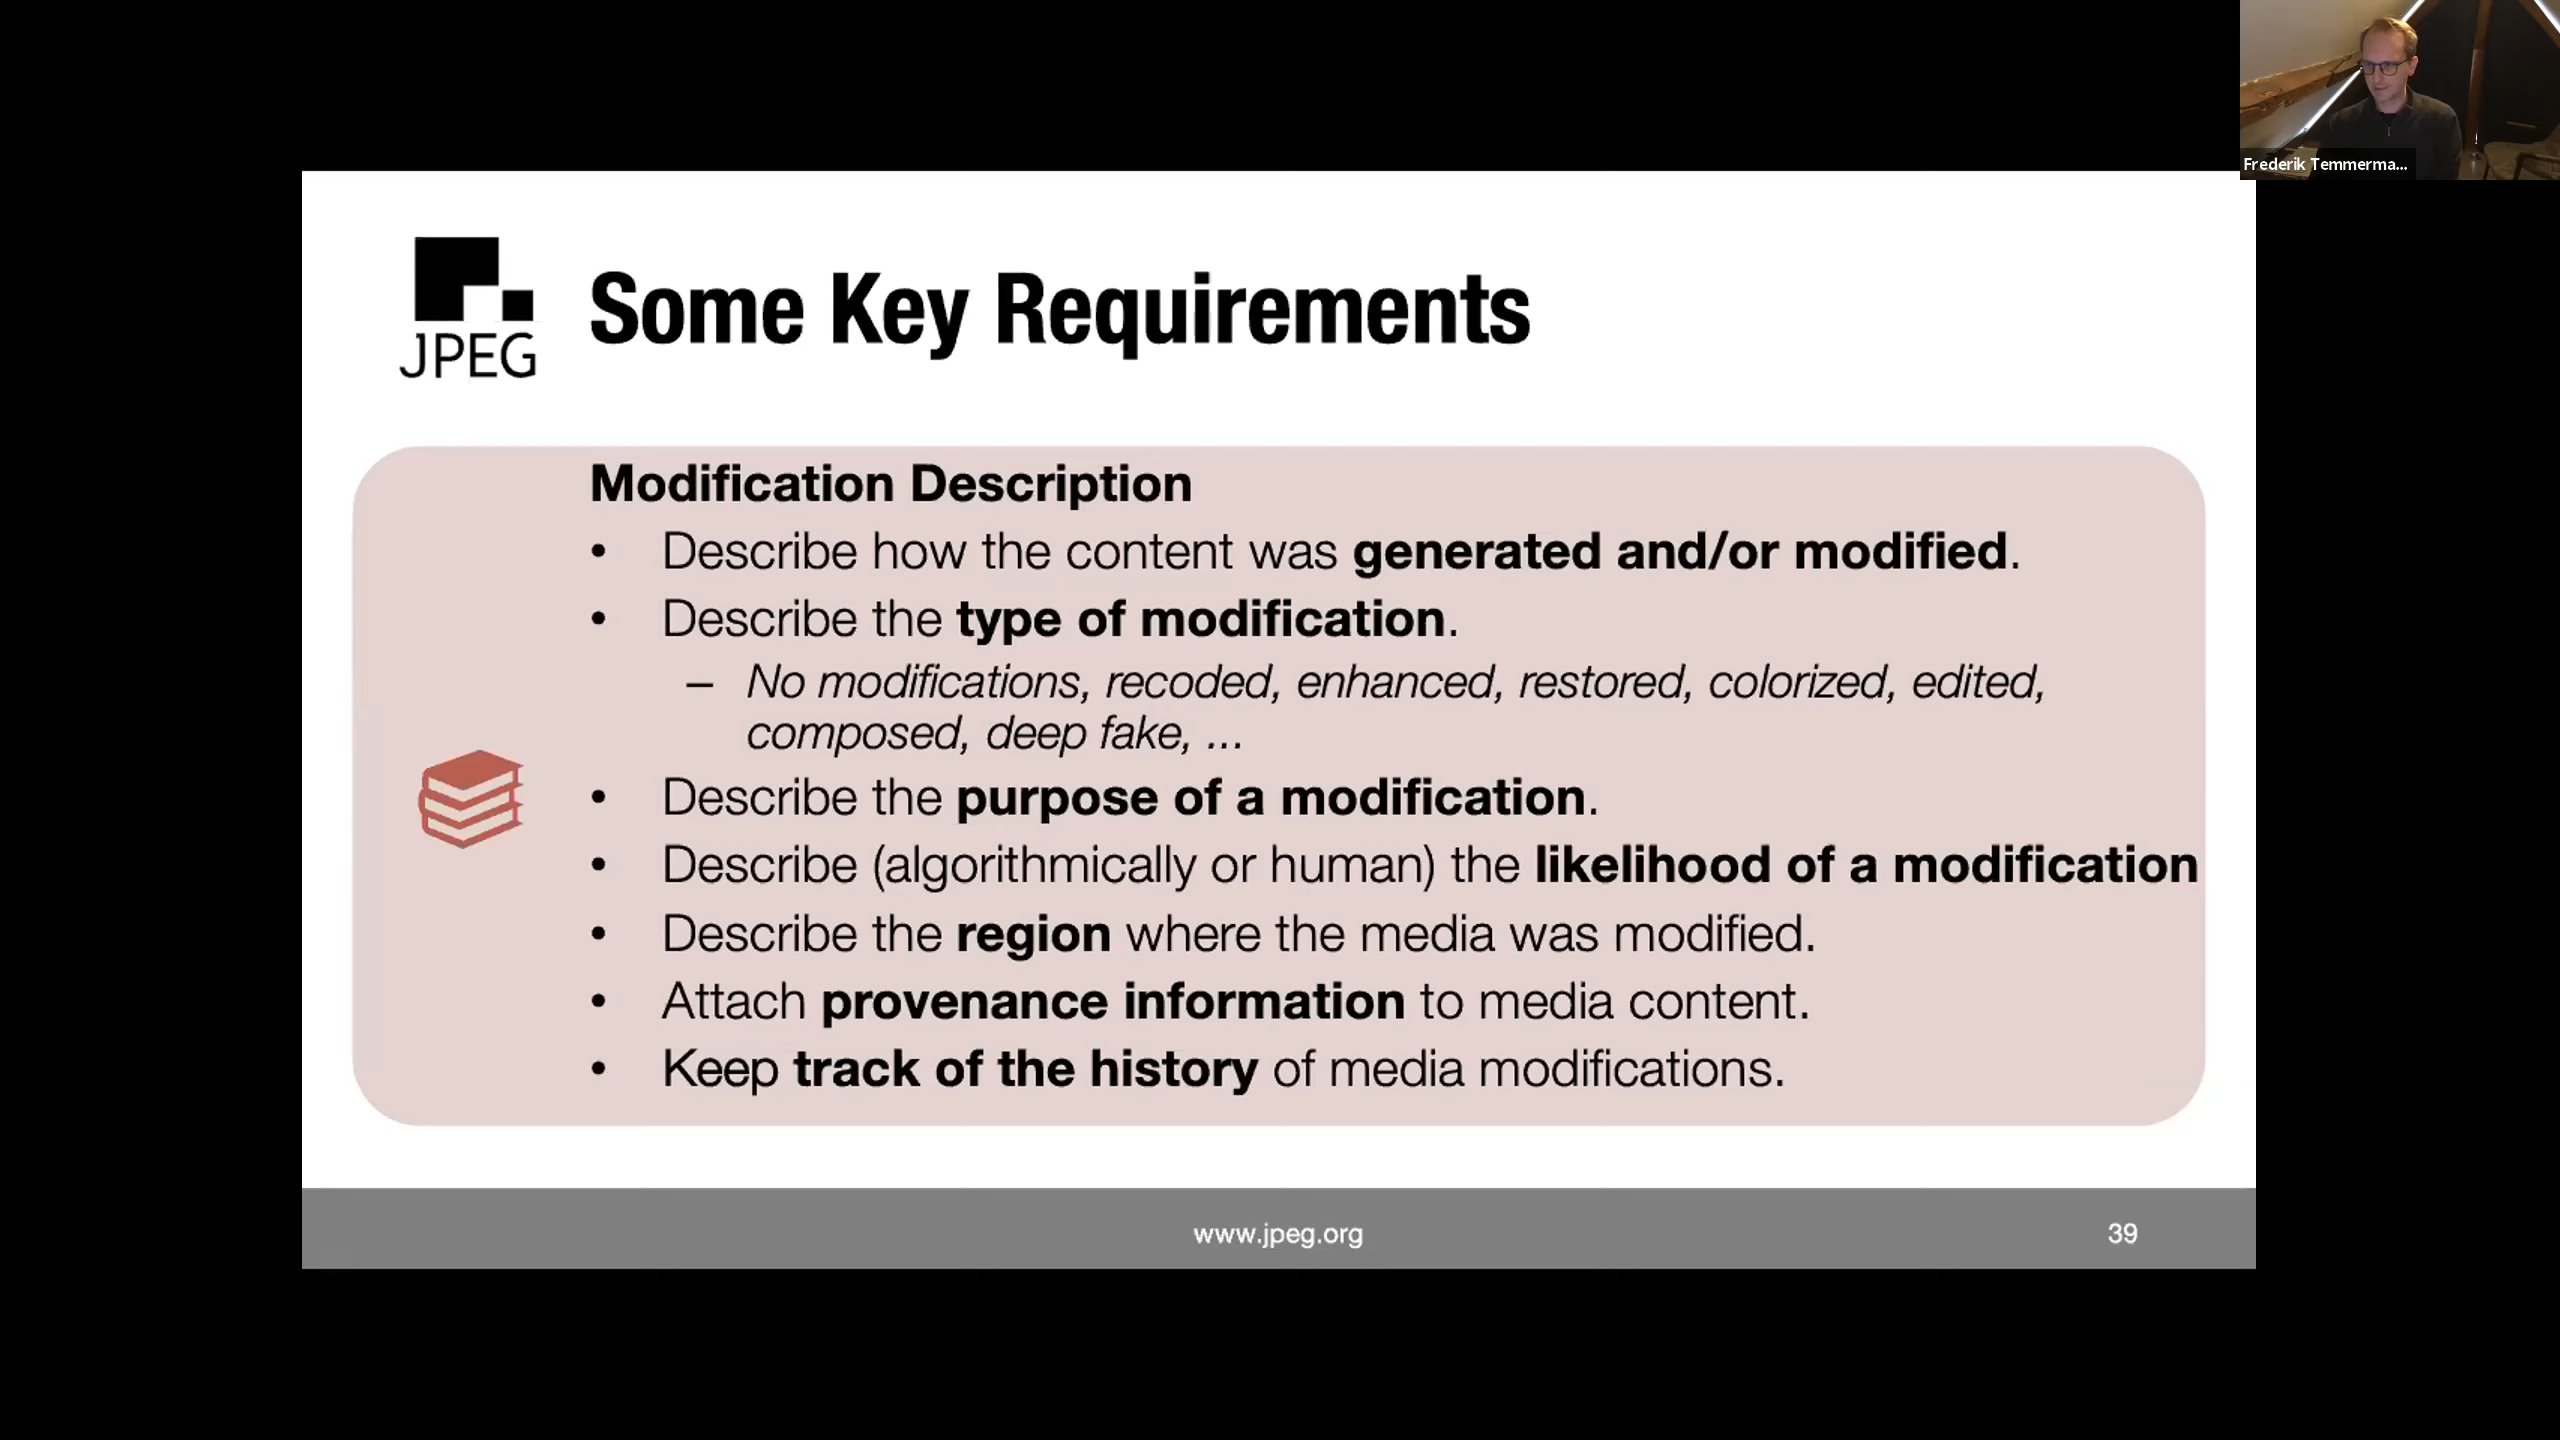 Frederik Temmerma...
JPEG
Some Key Requirements
Modification Description
• Describe how the content was generated and/or modified.
• Describe the type of modification.
– No modifications, recoded, enhanced, restored, colorized, edited,
composed, deep fake, ...
• Describe the purpose of a modification.
• Describe (algorithmically or human) the likelihood of a modification
• Describe the region where the media was modified.
• Attach provenance information to media content.
• Keep track of the history of media modifications.
www.jpeg.org
39